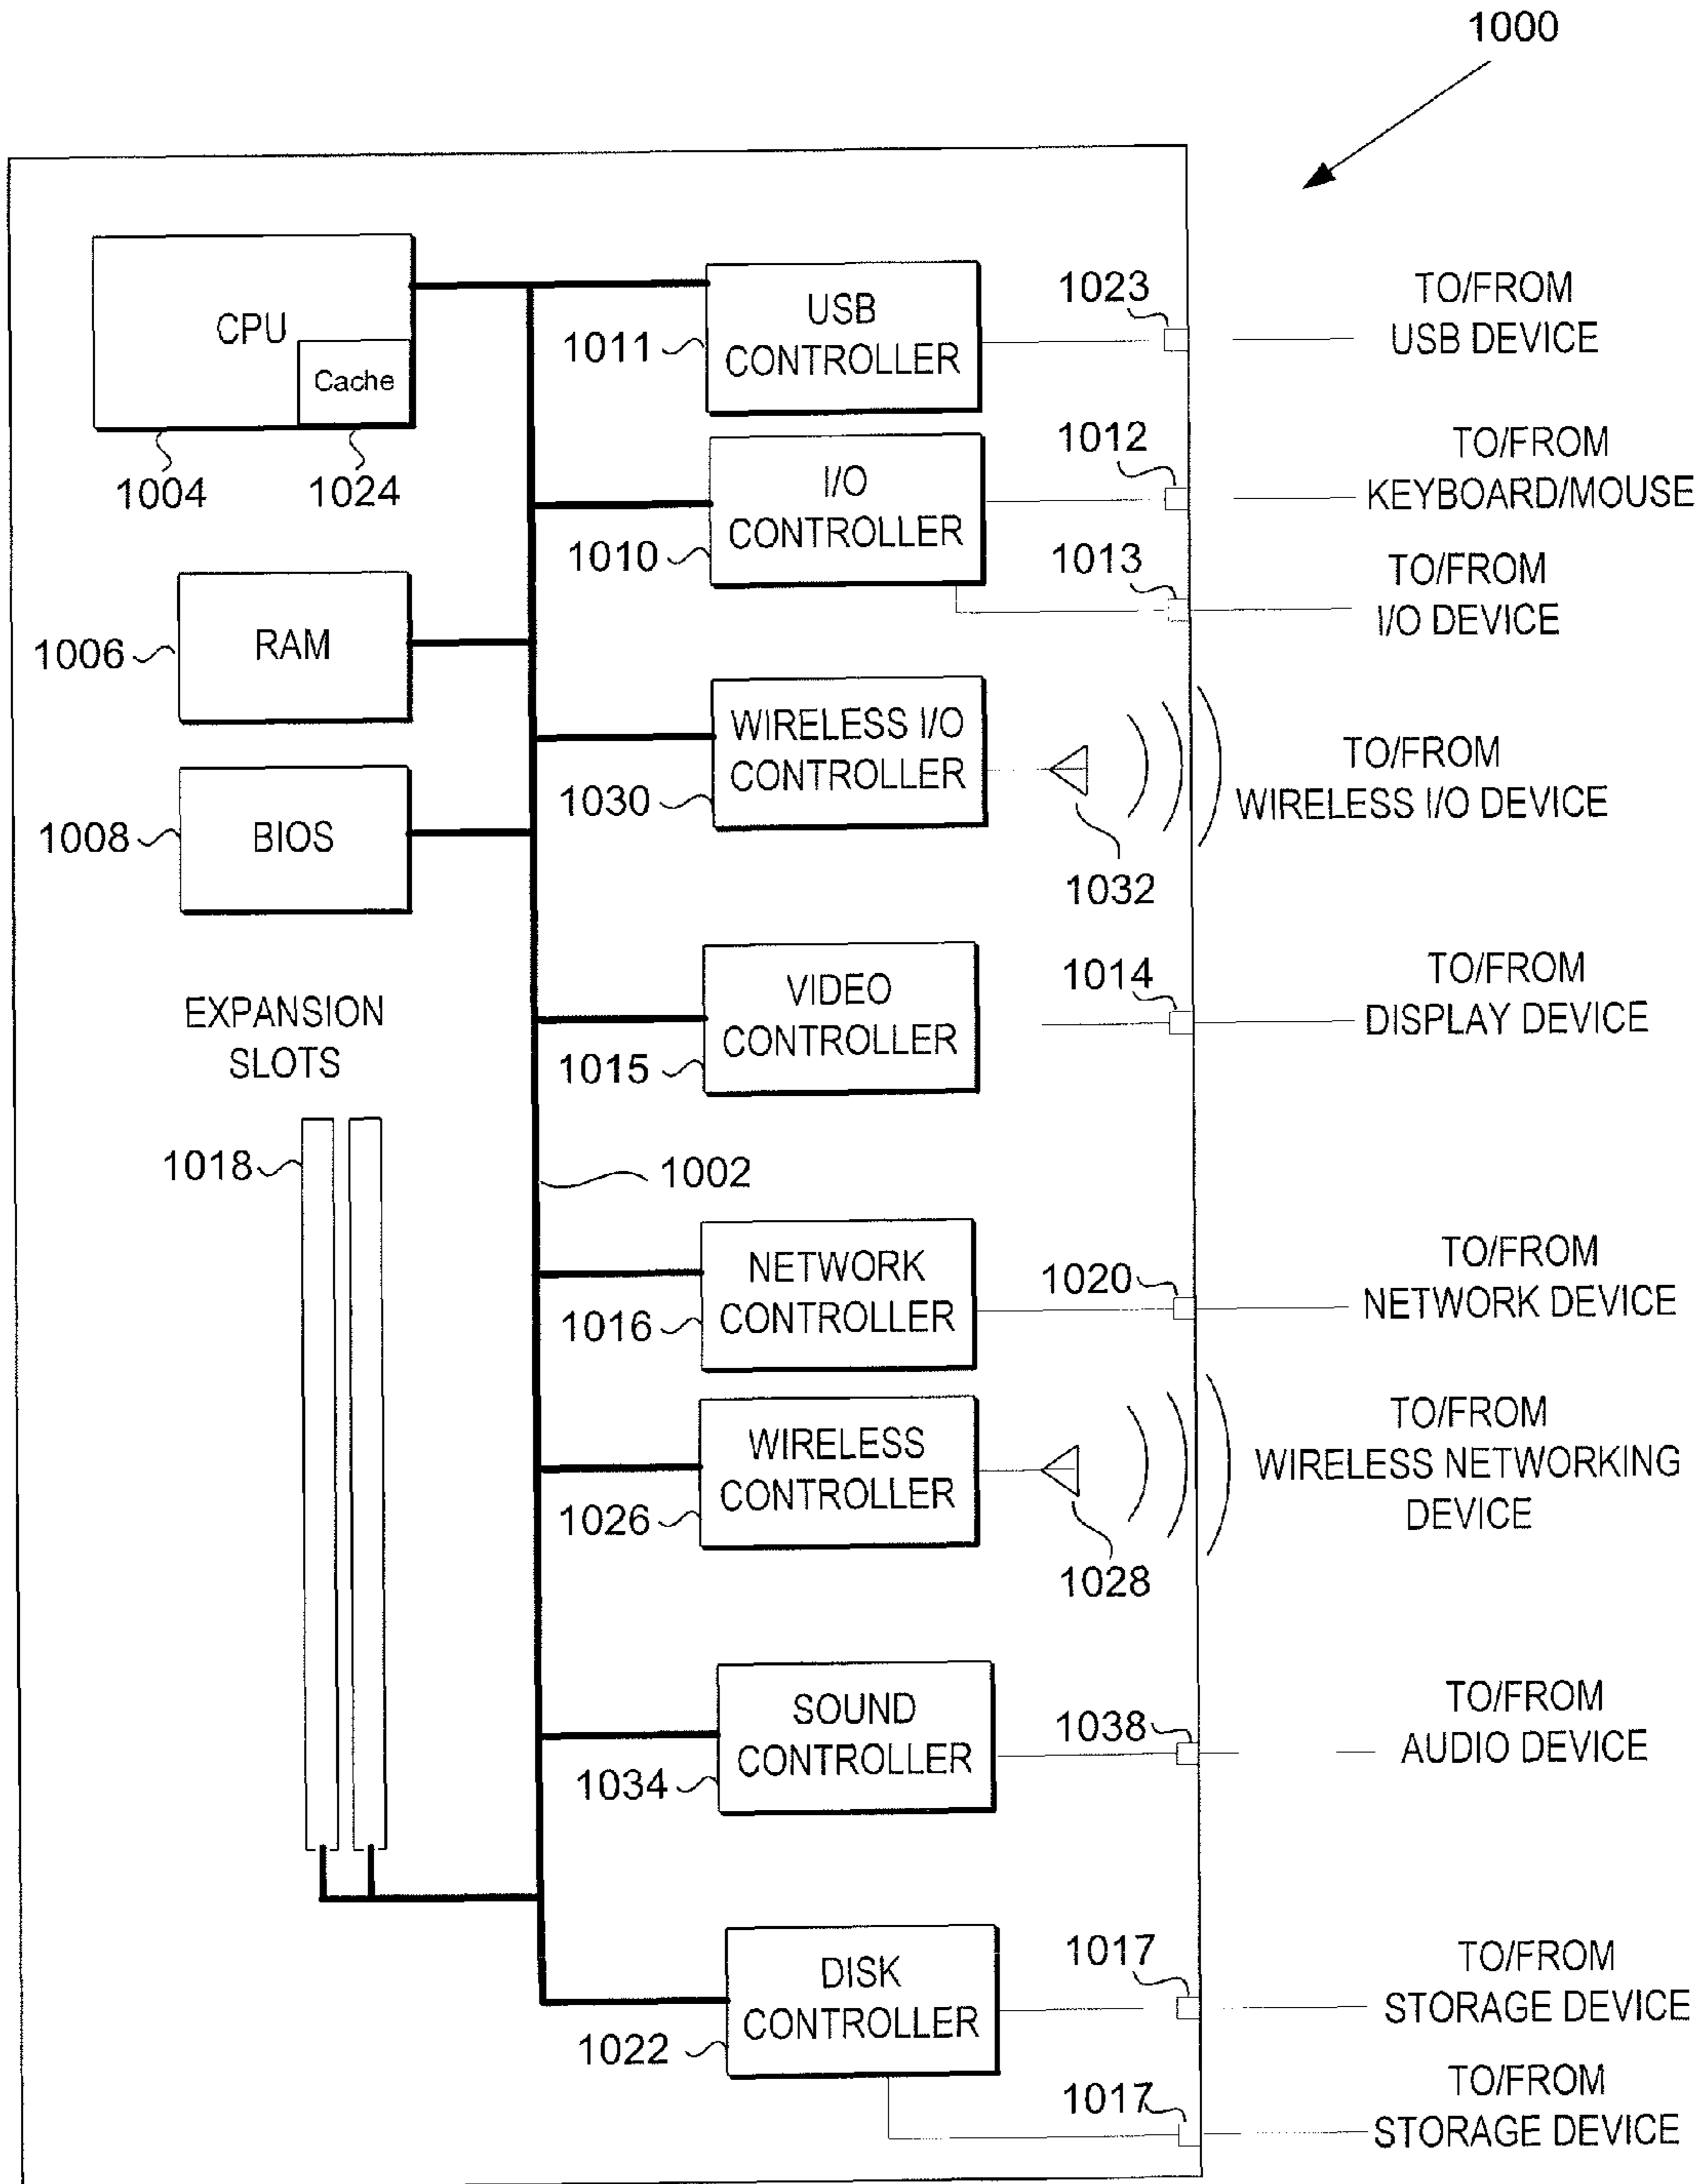 1000
CPU
Cache
1004
1024
USB
CONTROLLER
1011
1023
TO/FROM
USB DEVICE
I/O
CONTROLLER
1010
1012
TO/FROM
KEYBOARD/MOUSE
1013
TO/FROM
I/O DEVICE
RAM
1006
WIRELESS I/O
CONTROLLER
1030
1032
TO/FROM
WIRELESS I/O DEVICE
BIOS
1008
VIDEO
CONTROLLER
1015
1014
TO/FROM
DISPLAY DEVICE
EXPANSION
SLOTS
1018
1002
NETWORK
CONTROLLER
1016
1020
TO/FROM
NETWORK DEVICE
WIRELESS
CONTROLLER
1026
1028
TO/FROM
WIRELESS NETWORKING
DEVICE
SOUND
CONTROLLER
1034
1038
TO/FROM
AUDIO DEVICE
DISK
CONTROLLER
1022
1017
TO/FROM
STORAGE DEVICE
1017
TO/FROM
STORAGE DEVICE